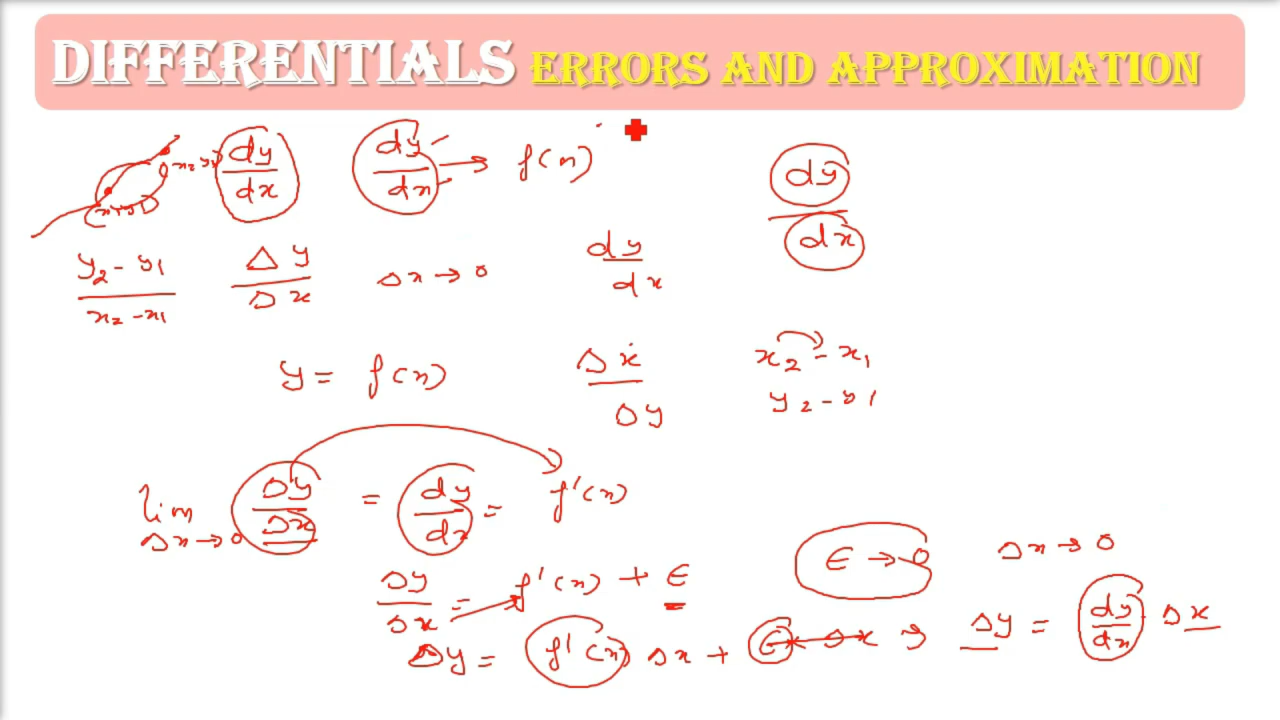 DIFFERENTIALS ERRORS AND APPROXIMATION
dy/dx dy/dx → f(x) dy/dx
(y2 - y1)/(x2 - x1) Δy/Δx Δx → 0 dy/dx
y = f(x) Δx/Δy x2 - x1
y2 - y1
lim Δx→0 Δy/Δx = dy/dx = f'(x)
Δy/Δx = f'(x) + ϵ ϵ → 0 Δx → 0
Δy = f'(x) Δx + ϵ × Δx ⇒ Δy = dy/dx · Δx